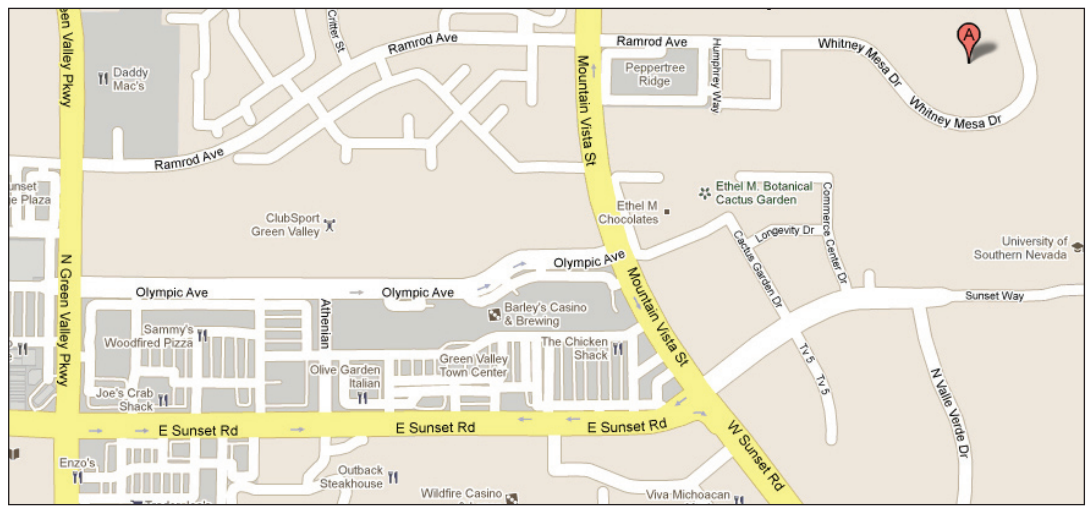 N Green Valley Pkwy
Critter St
Ramrod Ave
Ramrod Ave
Whitney Mesa Dr
A
Daddy
Mac's
Mountain Vista St
Peppertree
Ridge
Humphrey Way
Whitney Mesa Dr
Ramrod Ave
unset
e Plaza
Ethel M. Botanical
Cactus Garden
Ethel M
Chocolates
Commerce Center Dr
ClubSport
Green Valley
Longevity Dr
Cactus Garden Dr
University of
Southern Nevada
N Green Valley Pkwy
Olympic Ave
Olympic Ave
Olympic Ave
Mountain Vista St
Sunset Way
Athenian
Barley's Casino
& Brewing
Sammy's
Woodfired Pizza
The Chicken
Shack
Green Valley
Town Center
Olive Garden
Italian
Tv 5
Tv 5
N Valle Verde Dr
Joe's Crab
Shack
E Sunset Rd
E Sunset Rd
E Sunset Rd
W Sunset Rd
Enzo's
Outback
Steakhouse
Wildfire Casino
Viva Michoacan